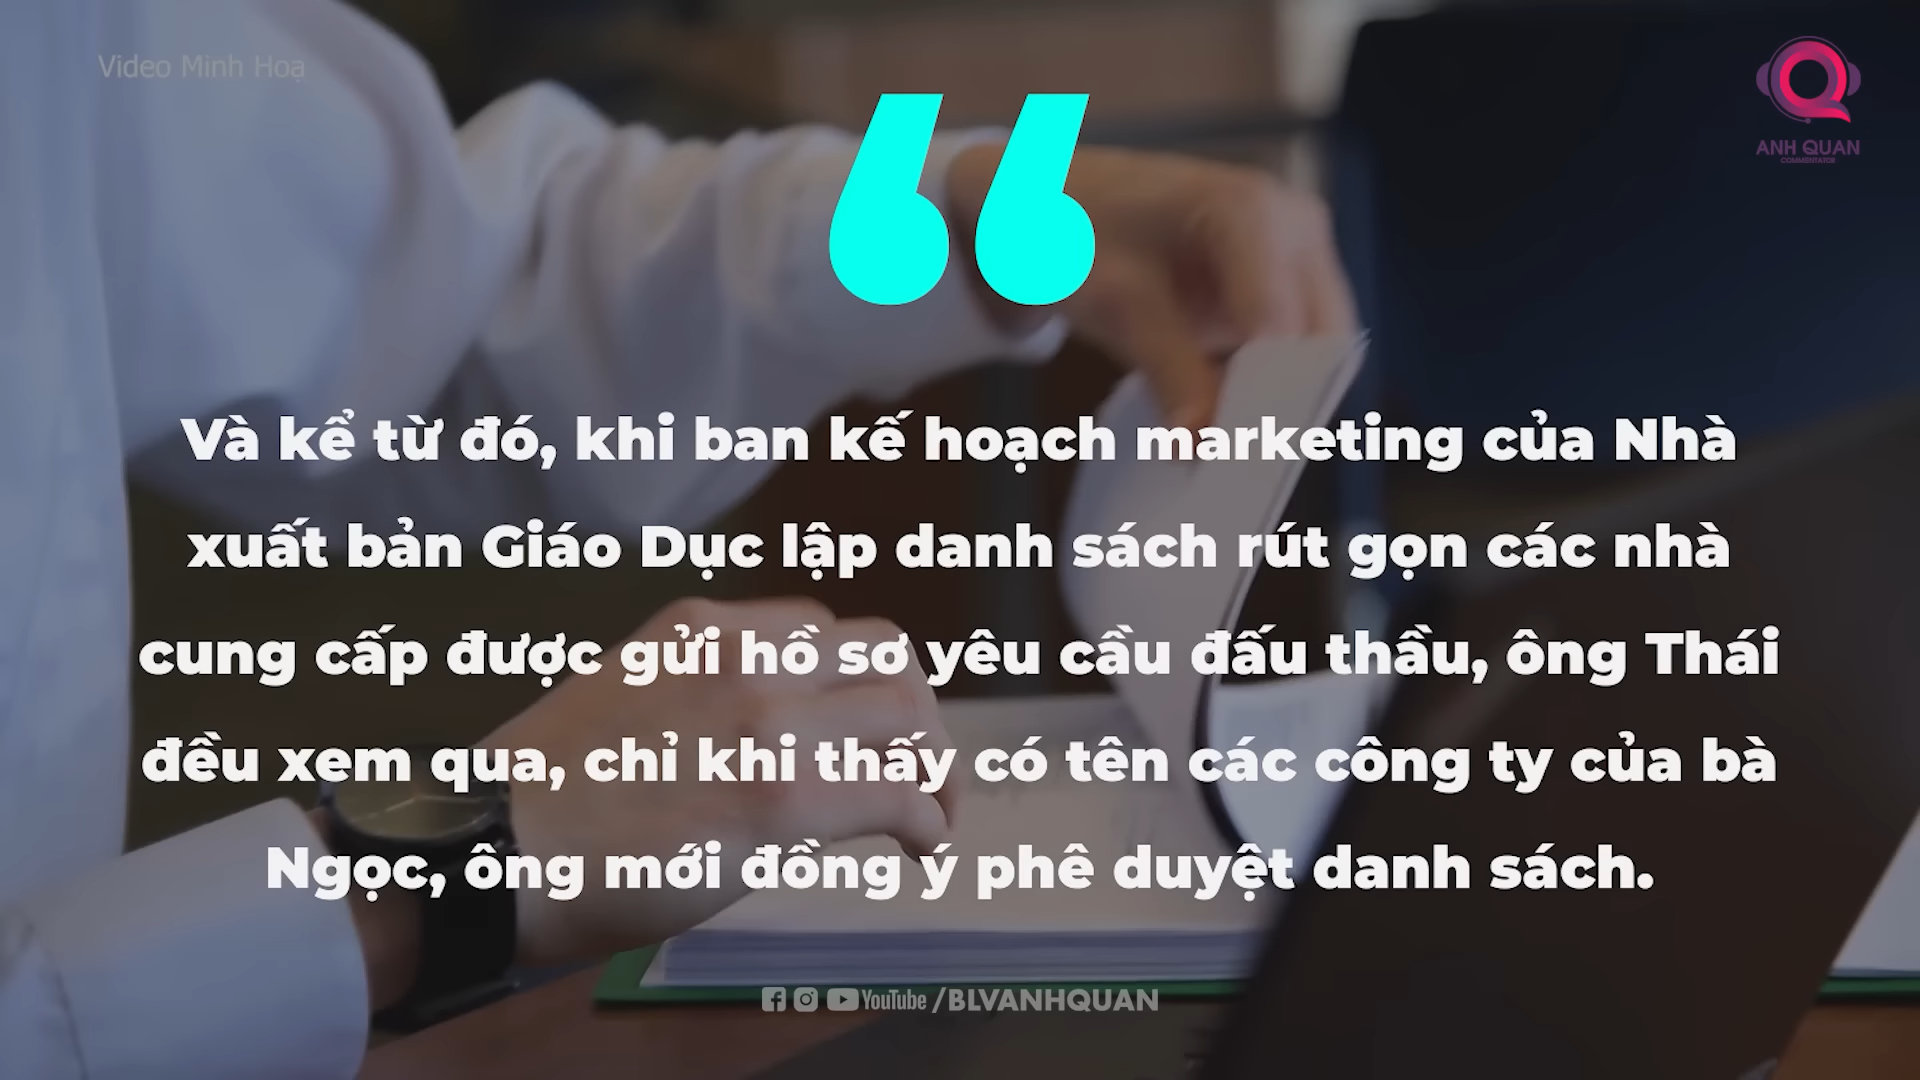 Video Minh Hoạ
ANH QUAN
COMMENTATOR
Và kể từ đó, khi ban kế hoạch marketing của Nhà
xuất bản Giáo Dục lập danh sách rút gọn các nhà
cung cấp được gửi hồ sơ yêu cầu đấu thầu, ông Thái
đều xem qua, chỉ khi thấy có tên các công ty của bà
Ngọc, ông mới đồng ý phê duyệt danh sách.
YouTube /BLVANHQUAN